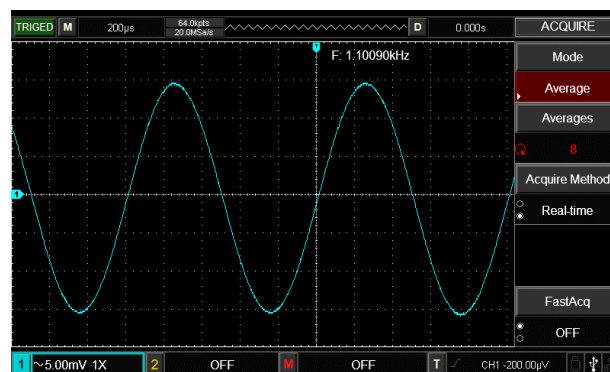 TRIGED M 200µs 64.0kpts D 0.000s ACQUIRE
20.0MSa/s
T
F: 1.10090kHz
Mode
Average
Averages
8
1
Acquire Method
Real-time
FastAcq
OFF
1 ~5.00mV 1X 2 OFF M OFF T CH1 -200.00µV